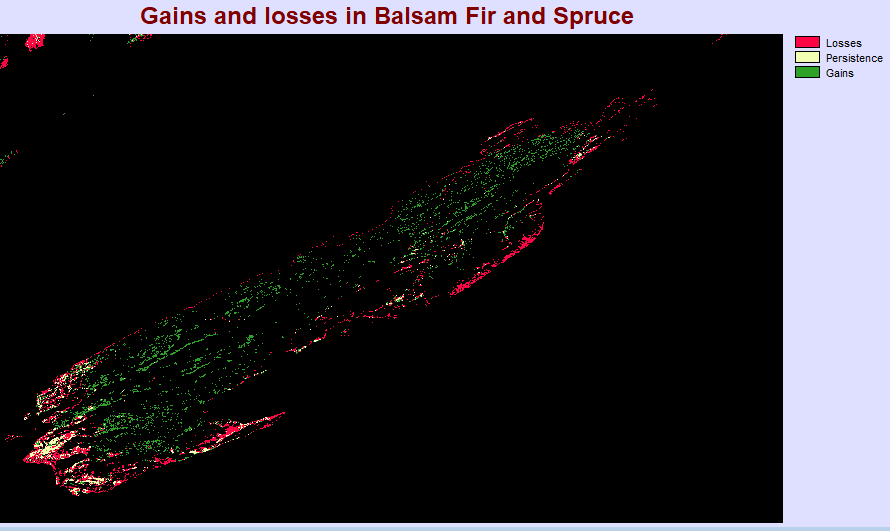 Gains and losses in Balsam Fir and Spruce
Losses
Persistence
Gains